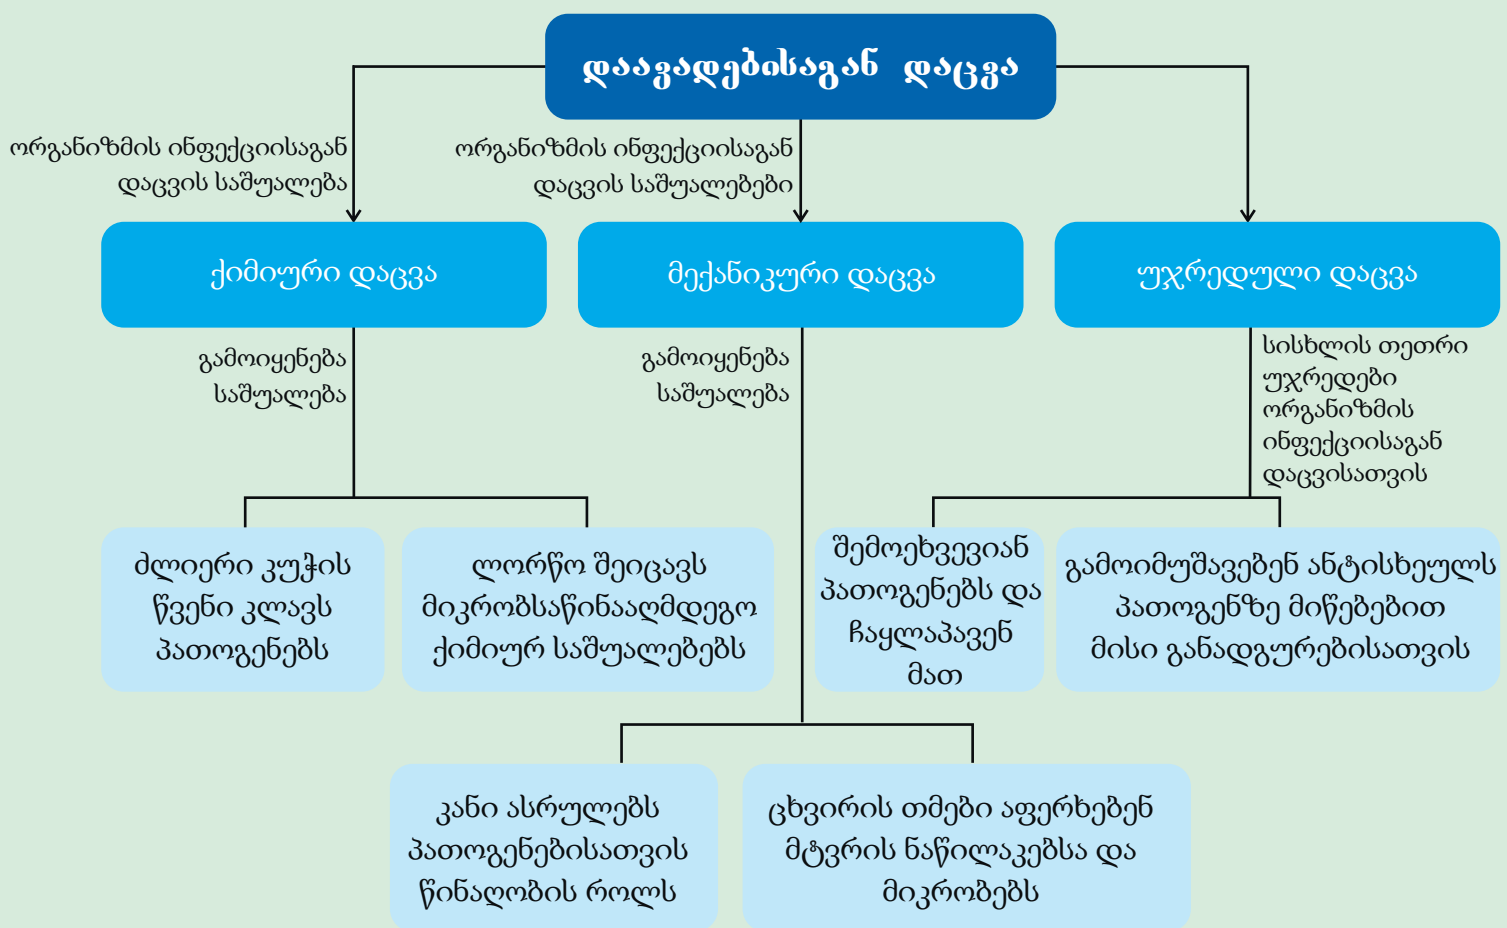 დაავადებისაგან დაცვა
ორგანიზმის ინფექციისაგან
დაცვის საშუალება
ორგანიზმის ინფექციისაგან
დაცვის საშუალებები
ქიმიური დაცვა
მექანიკური დაცვა
უჯრედული დაცვა
გამოიყენება
საშუალება
გამოიყენება
საშუალება
სისხლის თეთრი
უჯრედები
ორგანიზმის
ინფექციისაგან
დაცვისათვის
ძლიერი კუჭის
წვენი კლავს
პათოგენებს
ლორწო შეიცავს
მიკრობსაწინააღმდეგო
ქიმიურ საშუალებებს
შემოეხვევიან
პათოგენებს და
ჩაყლაპავენ
მათ
გამოიმუშავებენ ანტისხეულს
პათოგენზე მიწებებით
მისი განადგურებისათვის
კანი ასრულებს
პათოგენებისათვის
წინაღობის როლს
ცხვირის თმები აფერხებენ
მტვრის ნაწილაკებსა და
მიკრობებს